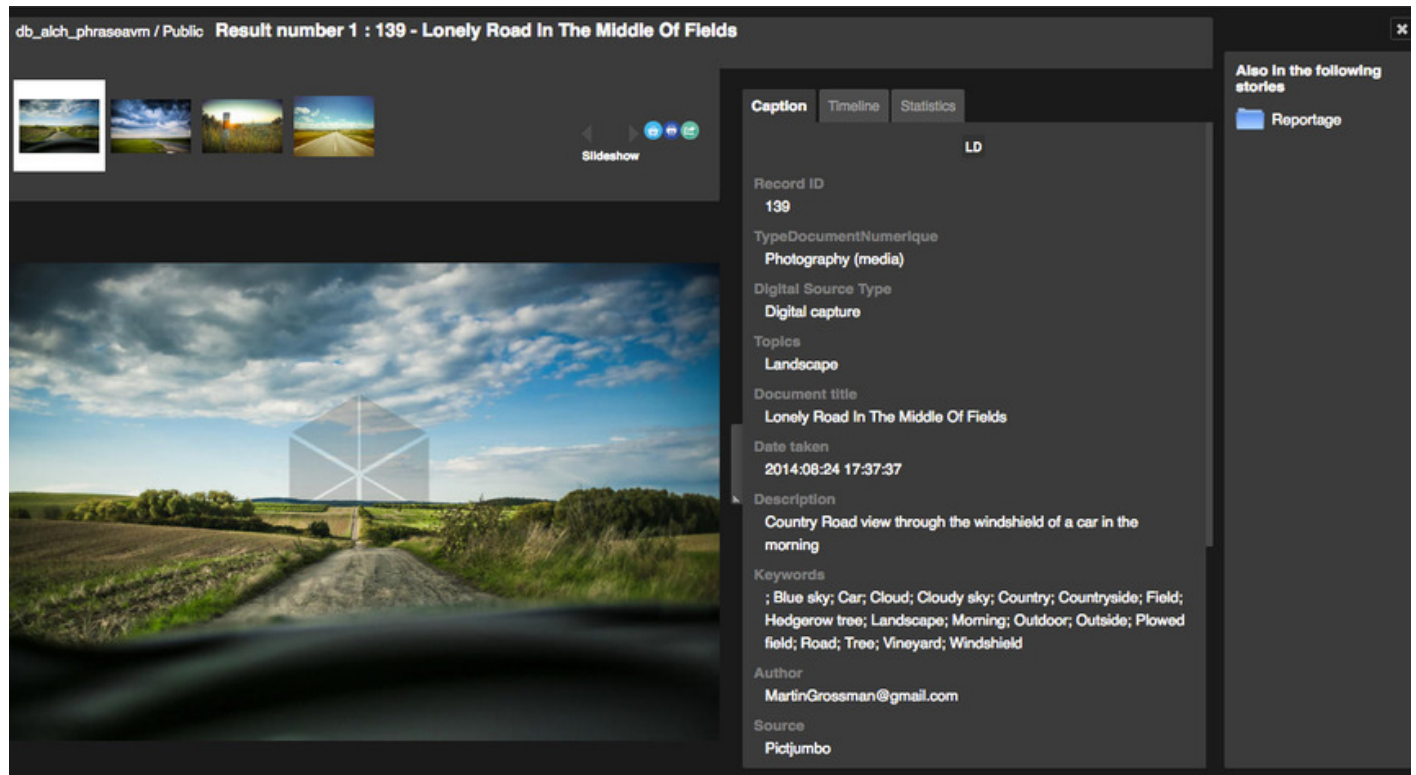 db_alch_phraseavm / Public Result number 1 : 139 - Lonely Road In The Middle Of Fields
Slideshow
Caption Timeline Statistics
LD
Record ID
139
TypeDocumentNumerique
Photography (media)
Digital Source Type
Digital capture
Topics
Landscape
Document title
Lonely Road In The Middle Of Fields
Date taken
2014:08:24 17:37:37
Description
Country Road view through the windshield of a car in the
morning
Keywords
; Blue sky; Car; Cloud; Cloudy sky; Country; Countryside; Field;
Hedgerow tree; Landscape; Morning; Outdoor; Outside; Plowed
field; Road; Tree; Vineyard; Windshield
Author
MartinGrossman@gmail.com
Source
Pictjumbo
Also in the following
stories
Reportage